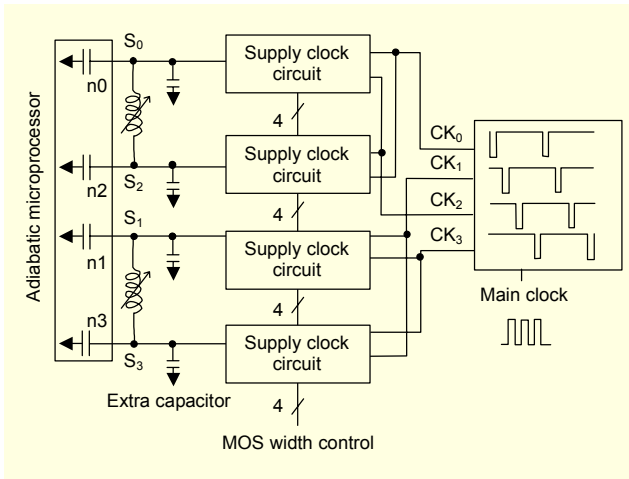 S₀
Supply clock
circuit
n0
4
CK₀
CK₁
CK₂
CK₃
Adiabatic microprocessor
n2
S₂
Supply clock
circuit
4
S₁
n1
Supply clock
circuit
4
Main clock
n3
S₃
Supply clock
circuit
Extra capacitor
4
MOS width control